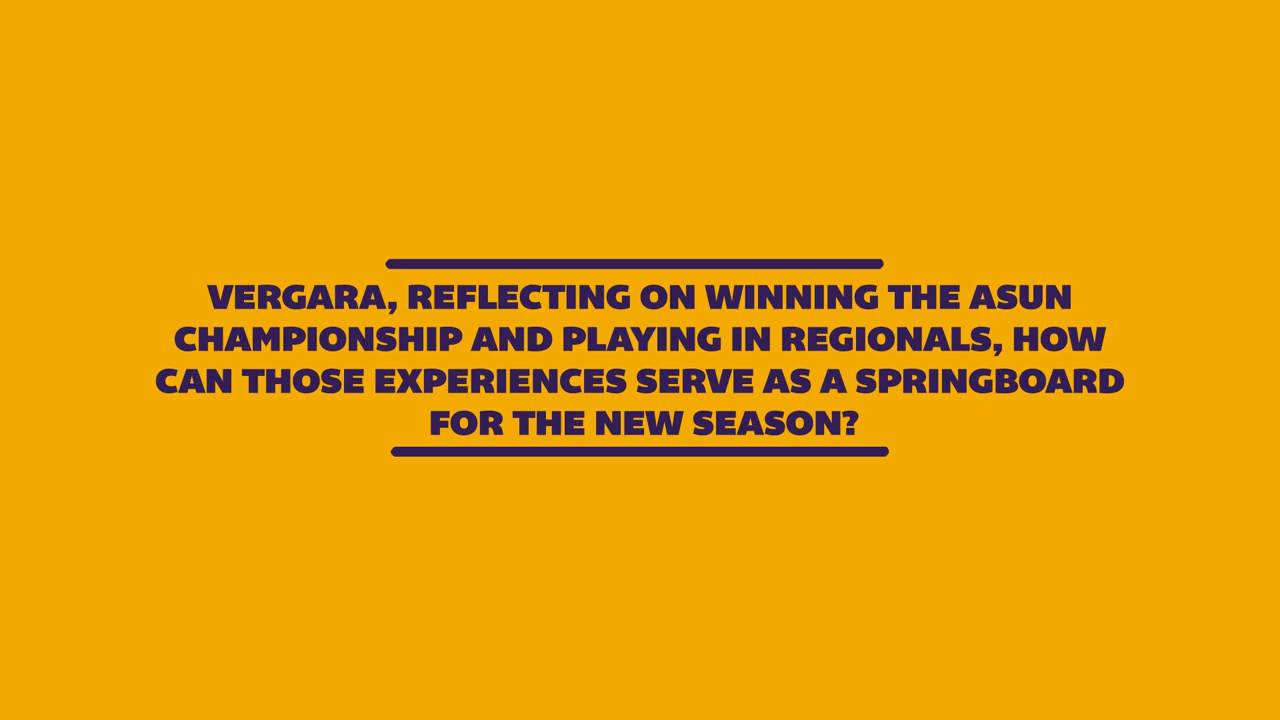 VERGARA, REFLECTING ON WINNING THE ASUN
CHAMPIONSHIP AND PLAYING IN REGIONALS, HOW
CAN THOSE EXPERIENCES SERVE AS A SPRINGBOARD
FOR THE NEW SEASON?